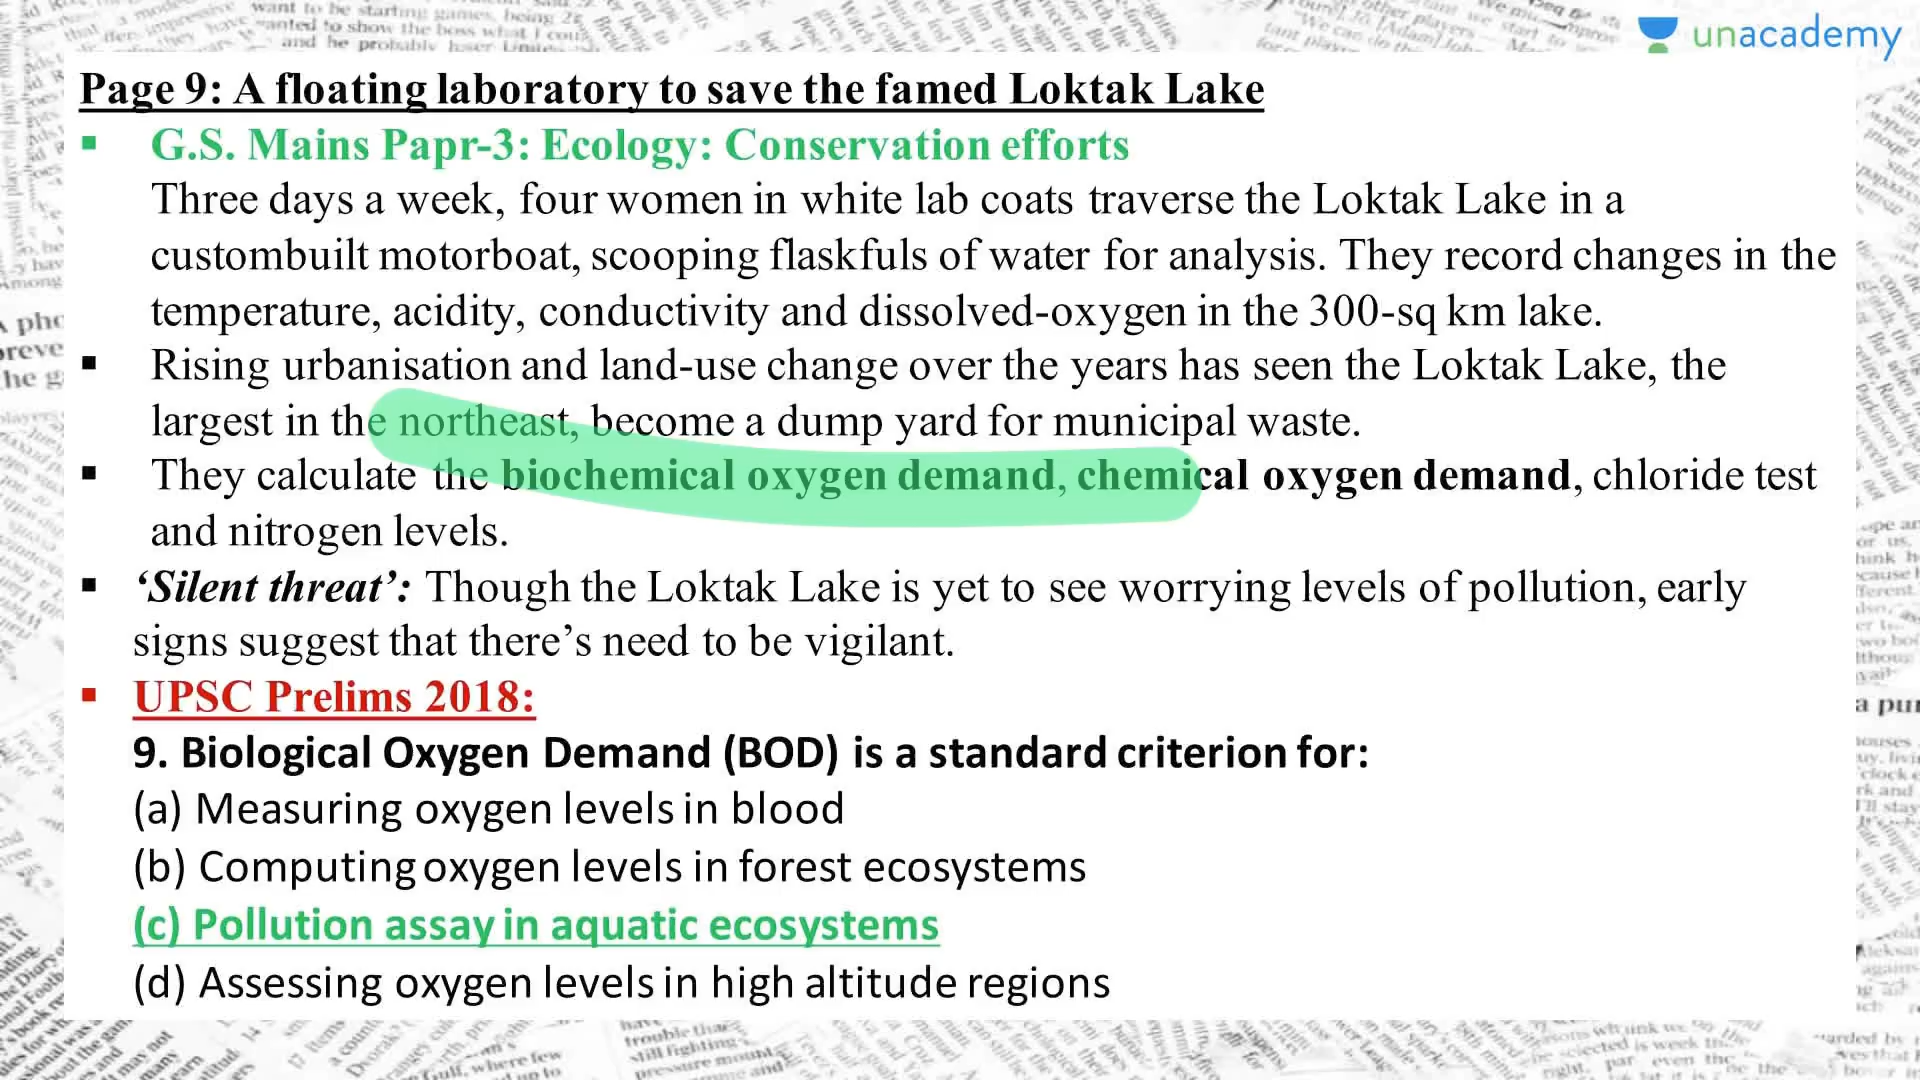 unacademy
Page 9: A floating laboratory to save the famed Loktak Lake
▪ G.S. Mains Papr-3: Ecology: Conservation efforts
Three days a week, four women in white lab coats traverse the Loktak Lake in a
custombuilt motorboat, scooping flaskfuls of water for analysis. They record changes in the
temperature, acidity, conductivity and dissolved-oxygen in the 300-sq km lake.
▪ Rising urbanisation and land-use change over the years has seen the Loktak Lake, the
largest in the northeast, become a dump yard for municipal waste.
▪ They calculate the biochemical oxygen demand, chemical oxygen demand, chloride test
and nitrogen levels.
▪ ‘Silent threat’: Though the Loktak Lake is yet to see worrying levels of pollution, early
signs suggest that there’s need to be vigilant.
▪ UPSC Prelims 2018:
9. Biological Oxygen Demand (BOD) is a standard criterion for:
(a) Measuring oxygen levels in blood
(b) Computing oxygen levels in forest ecosystems
(c) Pollution assay in aquatic ecosystems
(d) Assessing oxygen levels in high altitude regions